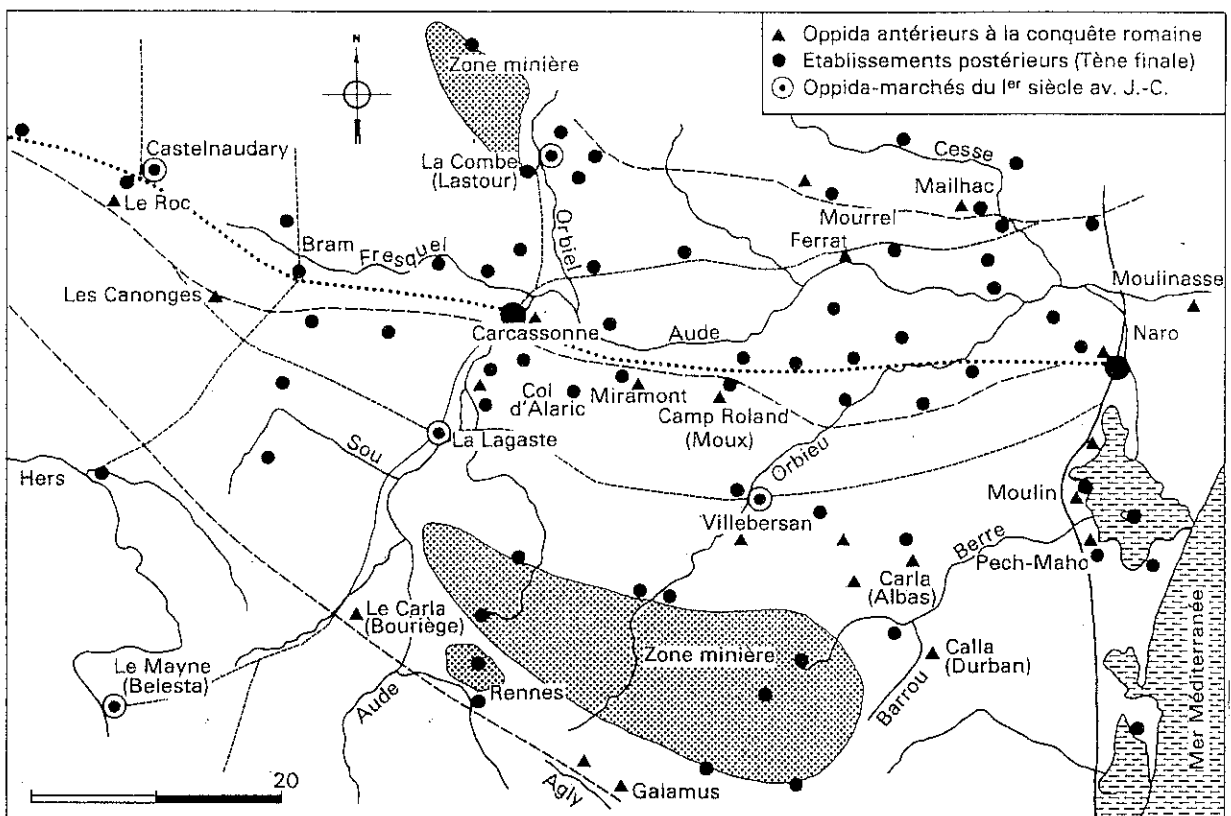 ▲ Oppida antérieurs à la conquête romaine
● Etablissements postérieurs (Tène finale)
Oppida-marchés du Ier siècle av. J.-C.
N
Zone minière
Castelnaudary
La Combe
(Lastour)
Cesse
Mailhac
Le Roc
Orbiel
Mourrel
Ferrat
Bram
Fresquel
Moulinasse
Les Canonges
Carcassonne
Aude
Naro
Col
d'Alaric
Miramont
Camp Roland
(Moux)
La Lagaste
Sou
Orbieu
Hers
Moulin
Villebersan
Berre
Pech-Maho
Carla
(Albas)
Le Carla
(Bouriège)
Mer Méditerranée
Zone minière
Calla
(Durban)
Le Mayne
(Belesta)
Rennes
Aude
Barrou
20
Agly
Galamus